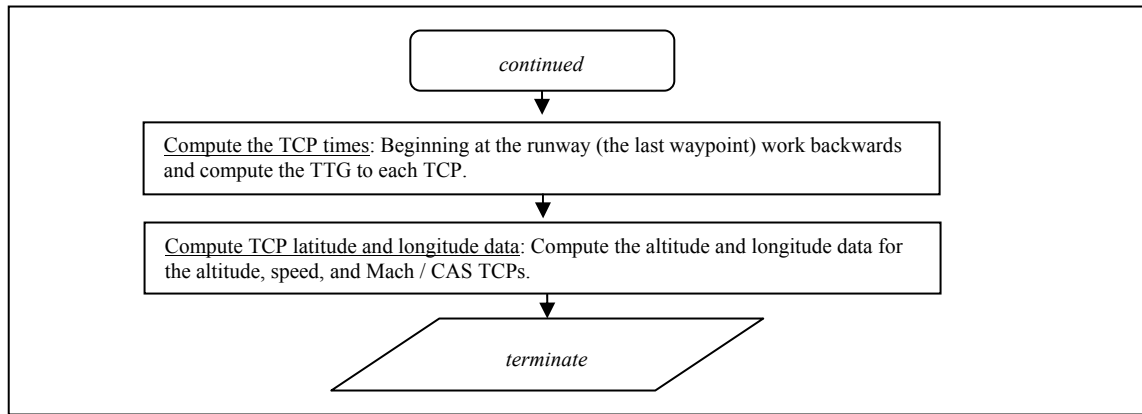 continued
Compute the TCP times: Beginning at the runway (the last waypoint) work backwards
and compute the TTG to each TCP.
Compute TCP latitude and longitude data: Compute the altitude and longitude data for
the altitude, speed, and Mach / CAS TCPs.
terminate